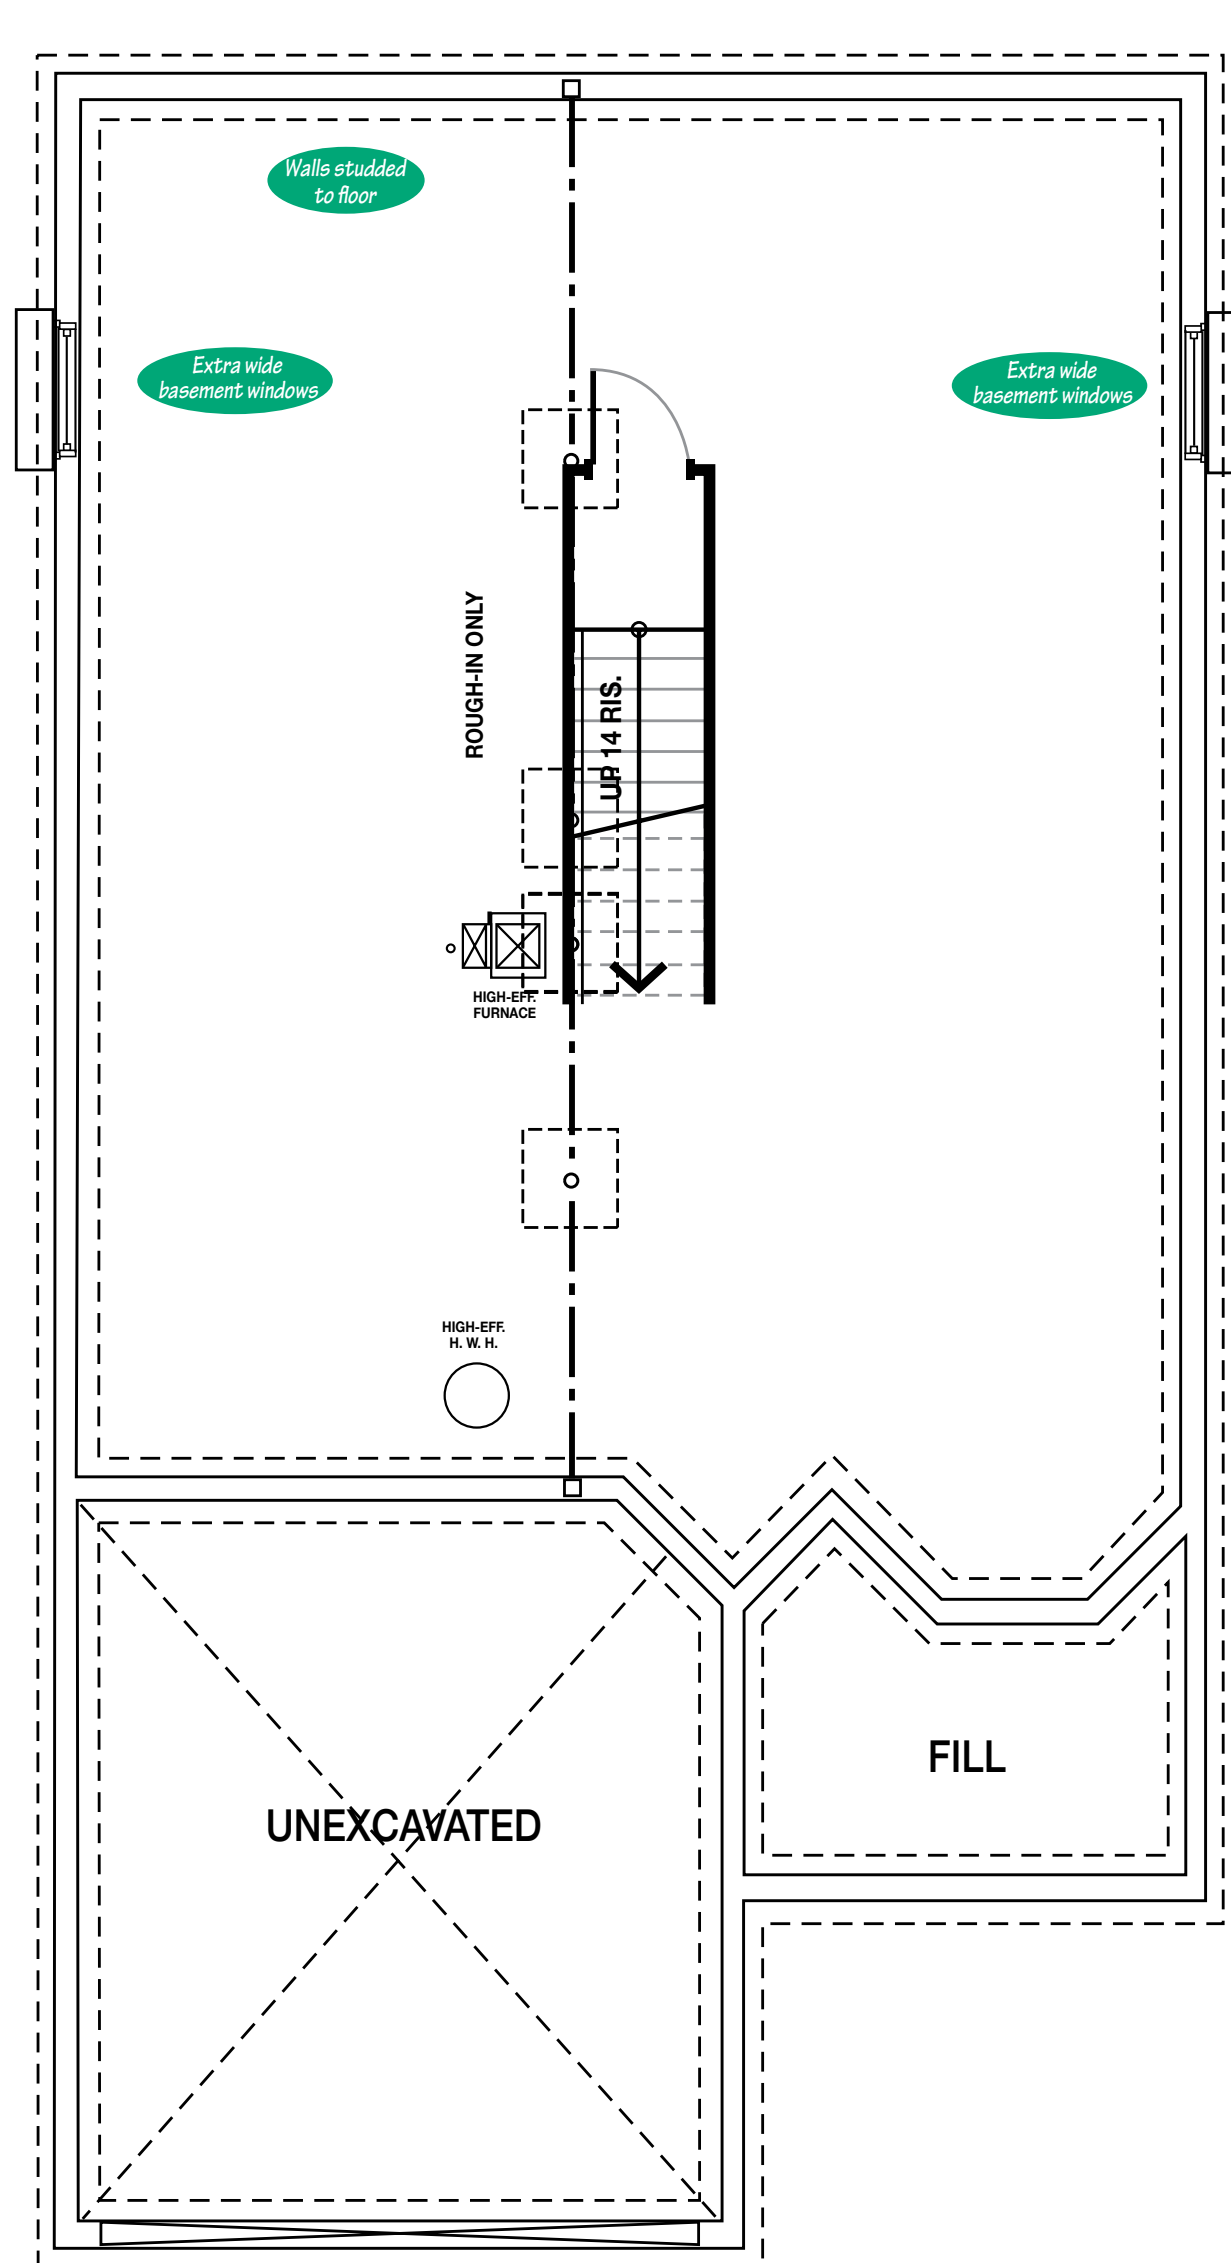 Walls studded
to floor
Extra wide
basement windows
Extra wide
basement windows
ROUGH-IN ONLY
UP 14 RIS.
HIGH-EFF.
FURNACE
HIGH-EFF.
H. W. H.
FILL
UNEXCAVATED